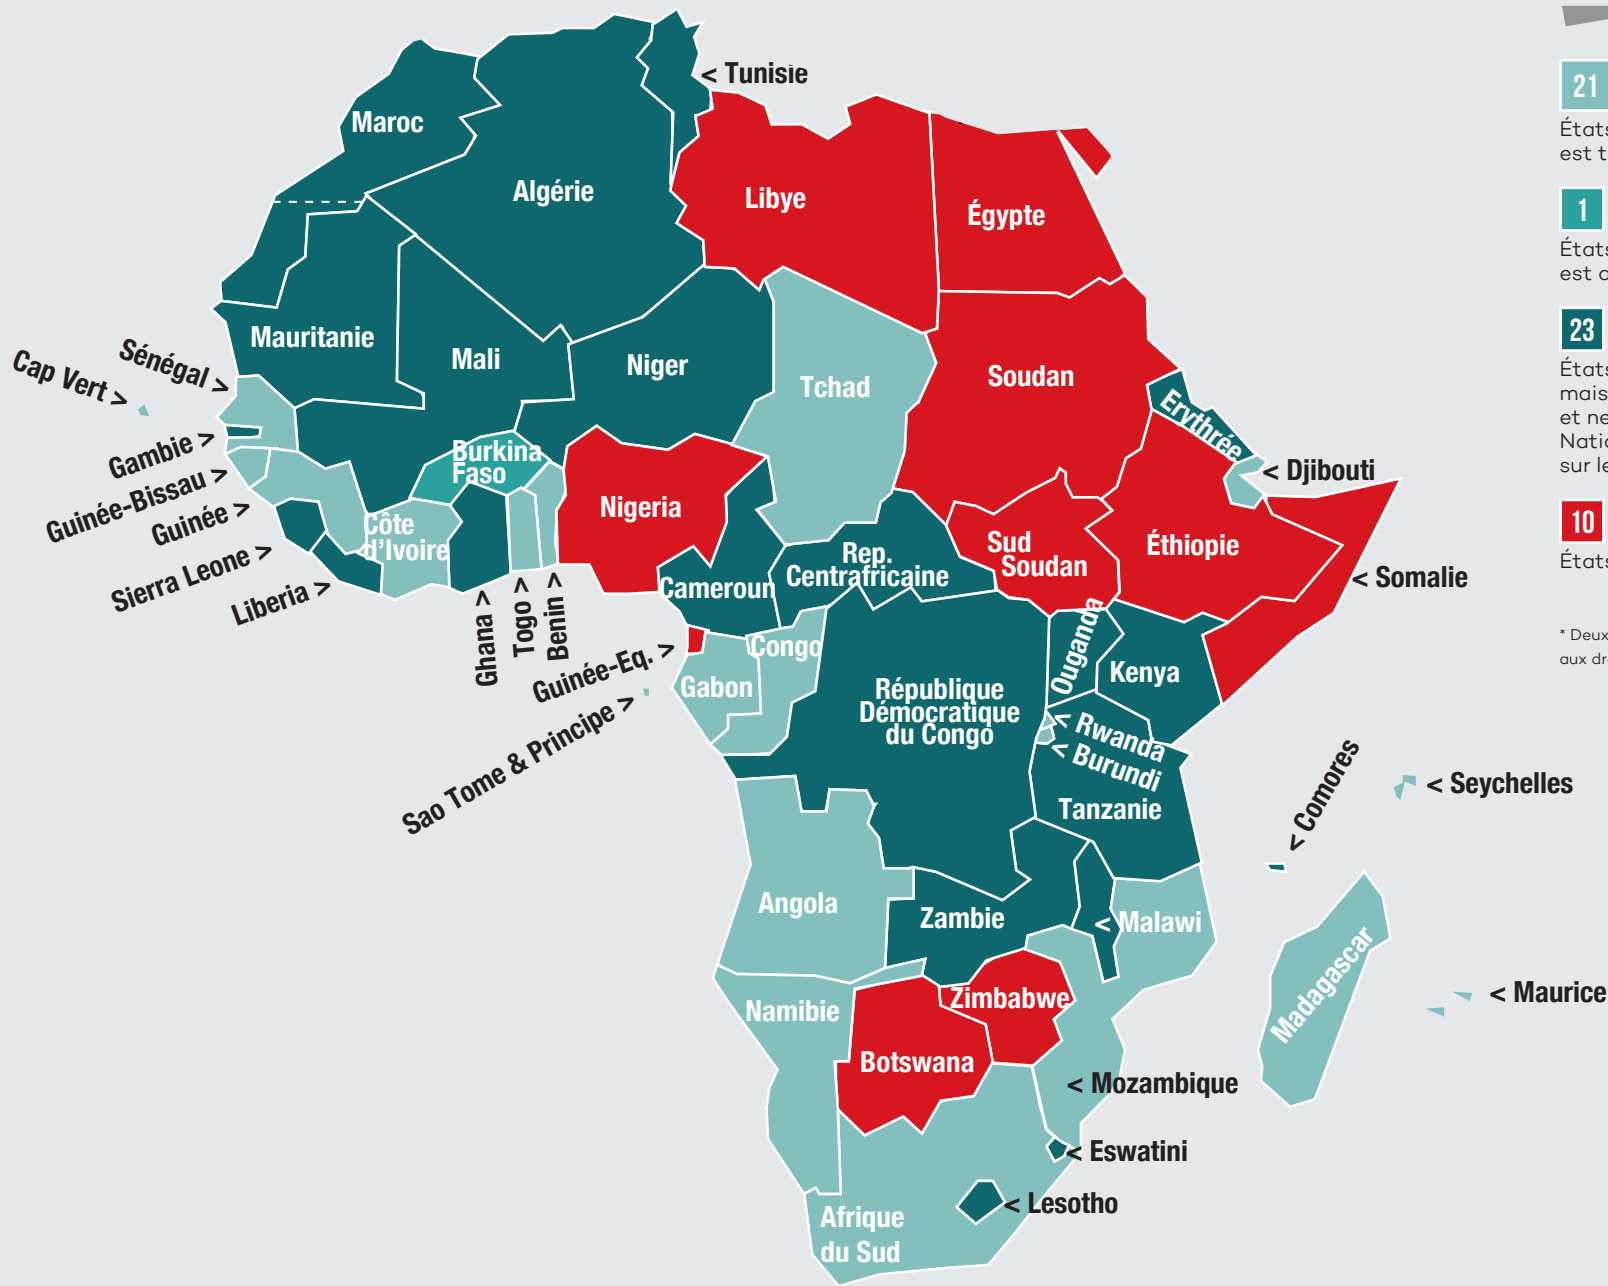 < Tunisie
Maroc
Algérie
Libye
Égypte
Mauritanie
Mali
Niger
Tchad
Soudan
Erythrée
< Djibouti
Sénégal >
Cap Vert >
Gambie >
Guinée-Bissau >
Guinée >
Sierra Leone >
Liberia >
Burkina
Faso
Côte
d'Ivoire
Ghana >
Togo >
Benin >
Nigeria
Cameroun
Rep.
Centrafricaine
Sud
Soudan
Éthiopie
< Somalie
Guinée-Eq. >
Sao Tome & Principe >
Gabon
Congo
République
Démocratique
du Congo
Ouganda
Kenya
< Rwanda
< Burundi
Tanzanie
< Comores
< Seychelles
Angola
Zambie
< Malawi
Madagascar
< Maurice
Namibie
Zimbabwe
Botswana
< Mozambique
< Eswatini
< Lesotho
Afrique
du Sud
21
États
est t
1
États
est
23
États
mais
et ne
Natio
sur le
10
États
* Deux
aux dr